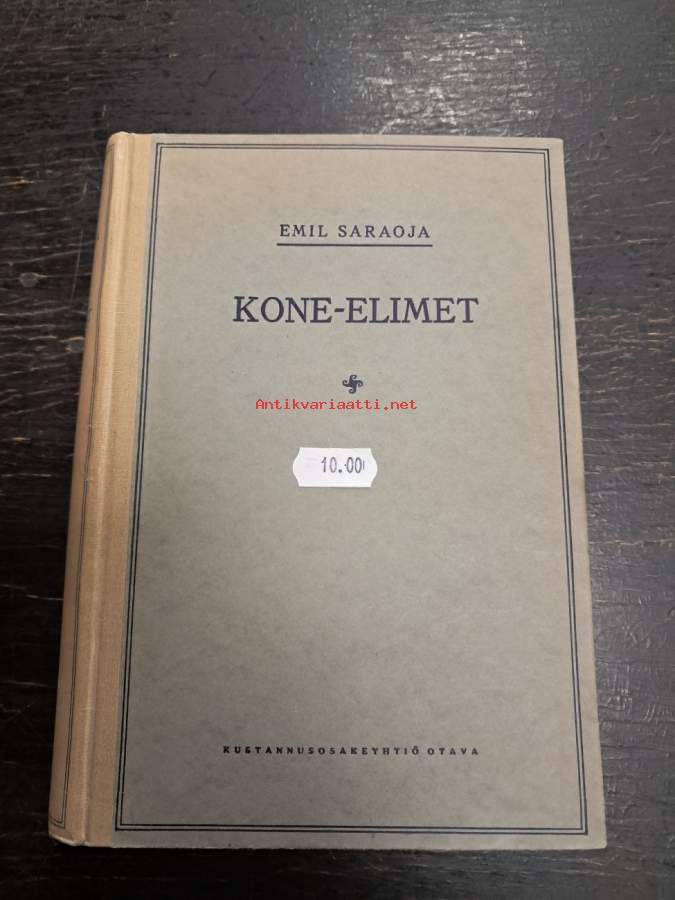 EMIL SARAOJA
KONE-ELIMET
Antikvariaatti.net
10.00
KUSTANNUSOSAKEYHTIÖ OTAVA